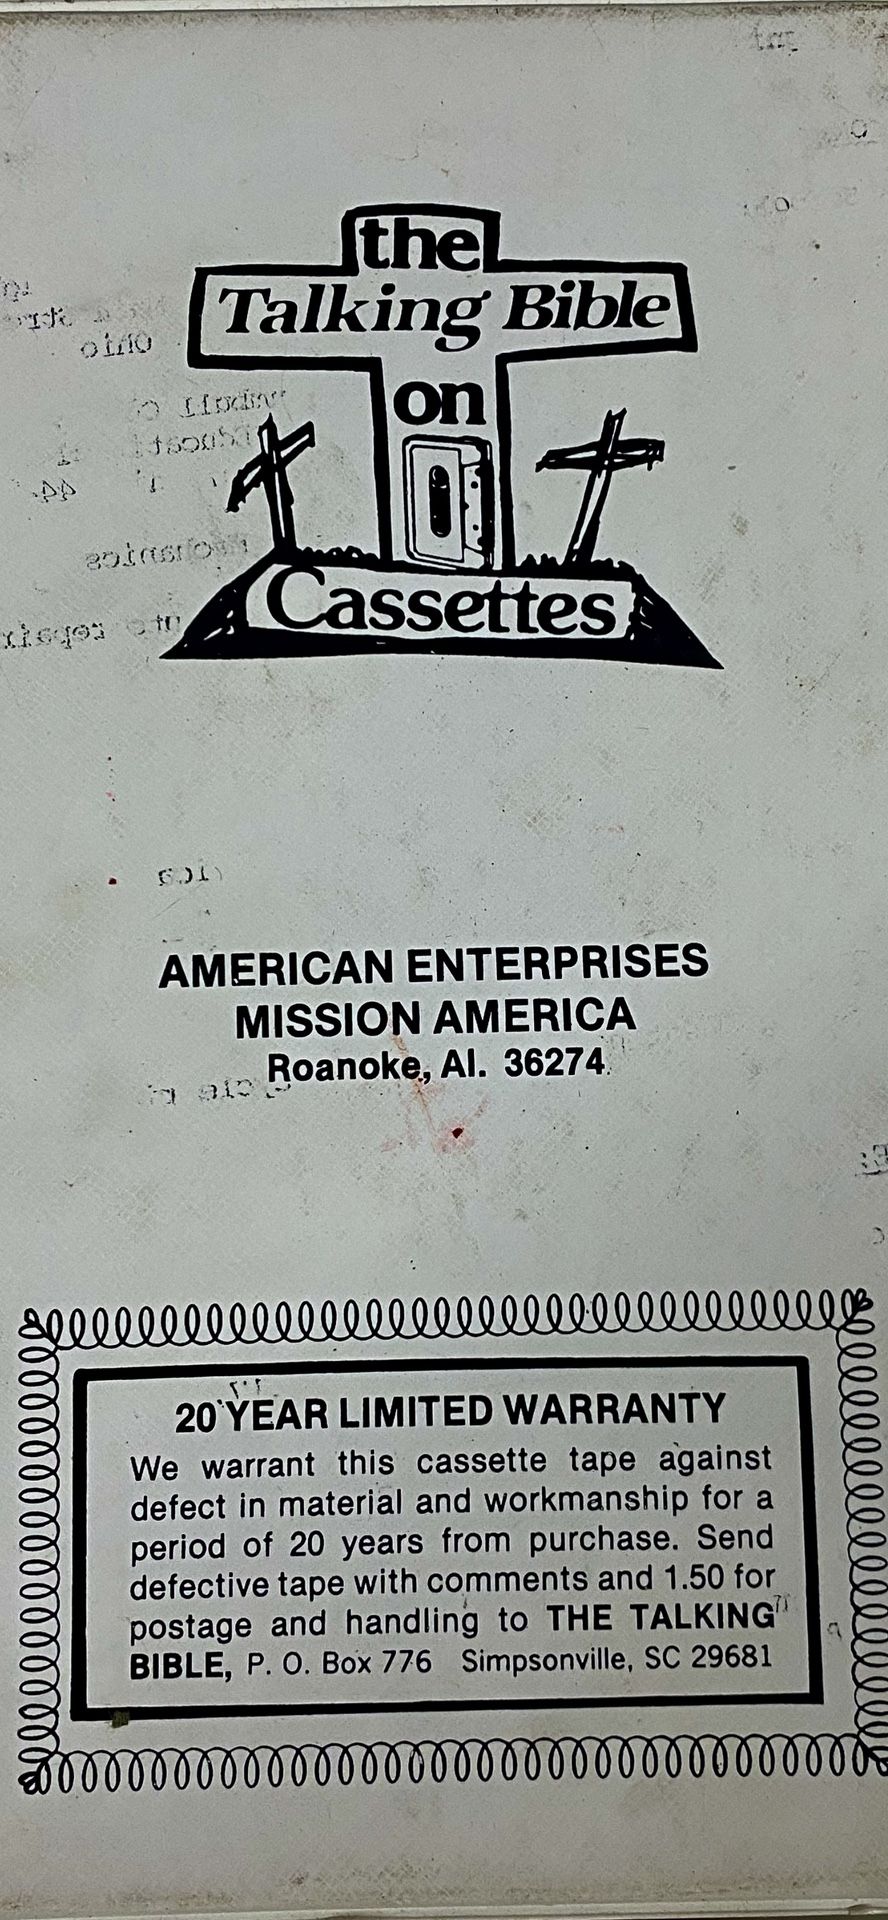 the
Talking Bible
on
Cassettes
AMERICAN ENTERPRISES
MISSION AMERICA
Roanoke, Al. 36274
20 YEAR LIMITED WARRANTY
We warrant this cassette tape against
defect in material and workmanship for a
period of 20 years from purchase. Send
defective tape with comments and 1.50 for
postage and handling to THE TALKING
BIBLE, P. O. Box 776 Simpsonville, SC 29681